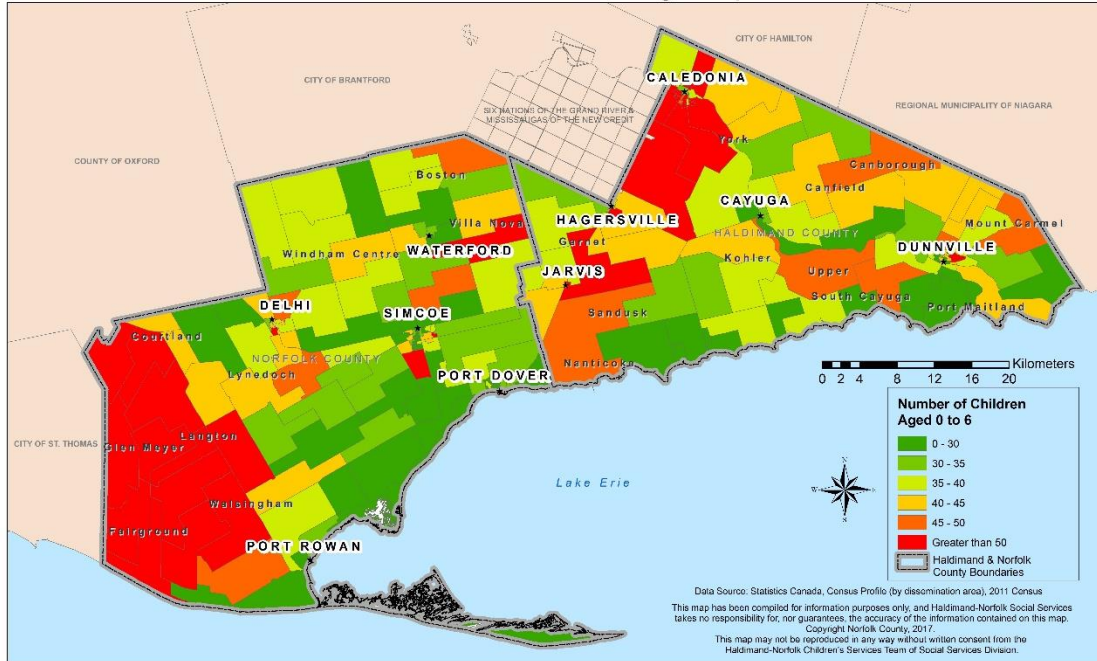 CITY OF HAMILTON
CITY OF BRANTFORD
CALEDONIA
SIX NATIONS OF THE GRAND RIVER &
MISSISSAUGAS OF THE NEW CREDIT
REGIONAL MUNICIPALITY OF NIAGARA
York
COUNTY OF OXFORD
Canborough
Boston
Canfield
CAYUGA
Villa Nova
HAGERSVILLE
Mount Carmel
HALDIMAND COUNTY
Garnet
WATERFORD
Windham Centre
DUNNVILLE
Kohler
JARVIS
Upper
DELHI
South Cayuga
SIMCOE
Sandusk
Port Maitland
Courtland
NORFOLK COUNTY
Nanticoke
Lynedoch
PORT DOVER
Kilometers
0 2 4 8 12 16 20
Number of Children
Aged 0 to 6
0 - 30
30 - 35
35 - 40
40 - 45
45 - 50
Greater than 50
Haldimand & Norfolk
County Boundaries
Langton
CITY OF ST. THOMAS
Glen Meyer
Lake Erie
N
W
E
S
Walsingham
Fairground
PORT ROWAN
Data Source: Statistics Canada, Census Profile (by dissemination area), 2011 Census
This map has been compiled for information purposes only, and Haldimand-Norfolk Social Services
takes no responsibility for, nor guarantees, the accuracy of the information contained on this map.
Copyright Norfolk County, 2017.
This map may not be reproduced in any way without written consent from the
Haldimand-Norfolk Children's Services Team of Social Services Division.